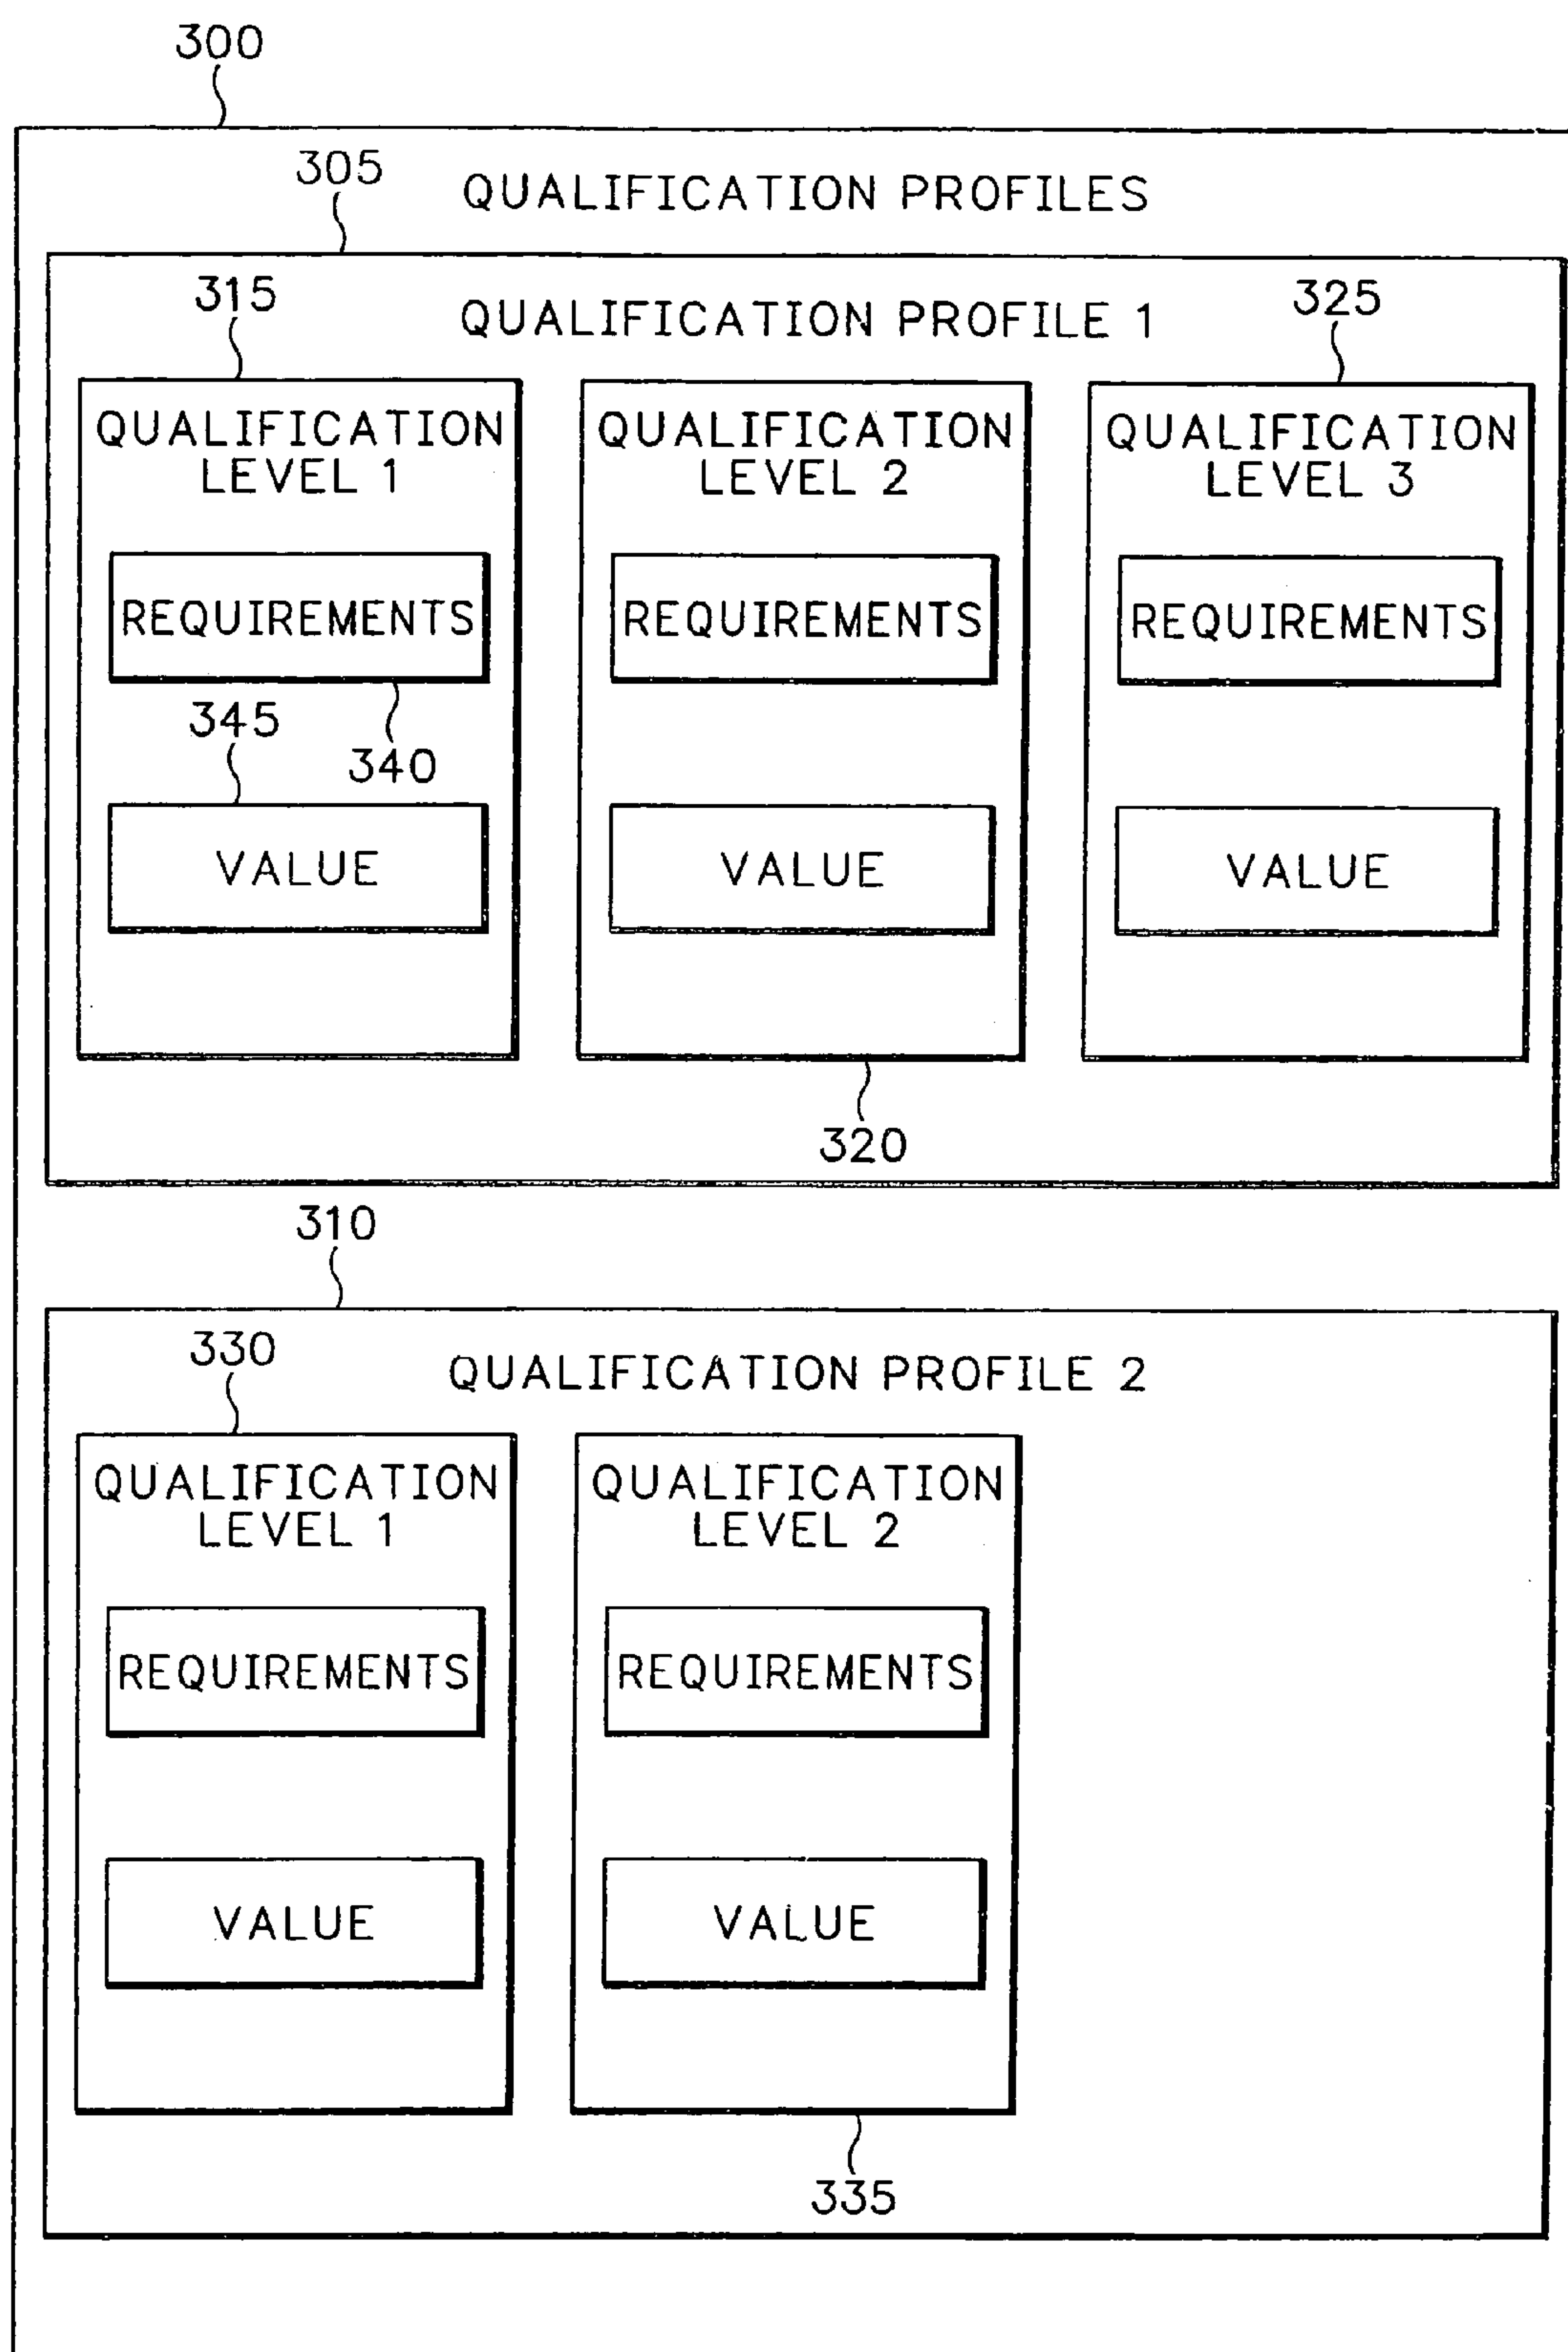 300
305
QUALIFICATION PROFILES
315
QUALIFICATION PROFILE 1
325
QUALIFICATION
LEVEL 1
QUALIFICATION
LEVEL 2
QUALIFICATION
LEVEL 3
REQUIREMENTS
REQUIREMENTS
REQUIREMENTS
345
340
VALUE
VALUE
VALUE
320
310
330
QUALIFICATION PROFILE 2
QUALIFICATION
LEVEL 1
QUALIFICATION
LEVEL 2
REQUIREMENTS
REQUIREMENTS
VALUE
VALUE
335